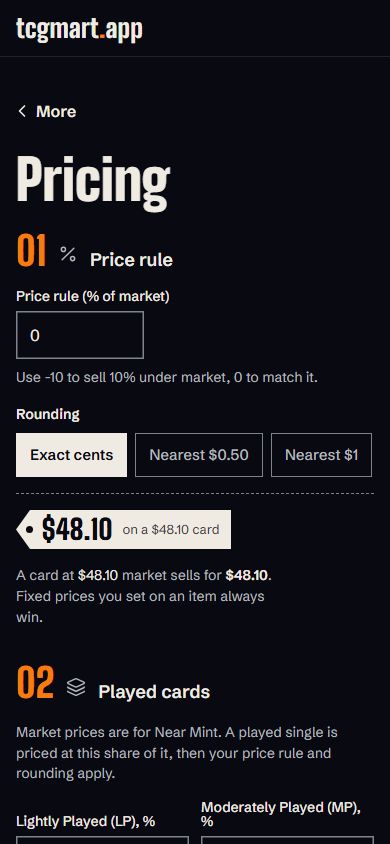 tcgmart.app
More
Pricing
01 Price rule
Price rule (% of market)
0
Use -10 to sell 10% under market, 0 to match it.
Rounding
Exact cents Nearest $0.50 Nearest $1
$48.10 on a $48.10 card
A card at $48.10 market sells for $48.10.
Fixed prices you set on an item always
win.
02 Played cards
Market prices are for Near Mint. A played single is
priced at this share of it, then your price rule and
rounding apply.
Lightly Played (LP), % Moderately Played (MP),
%